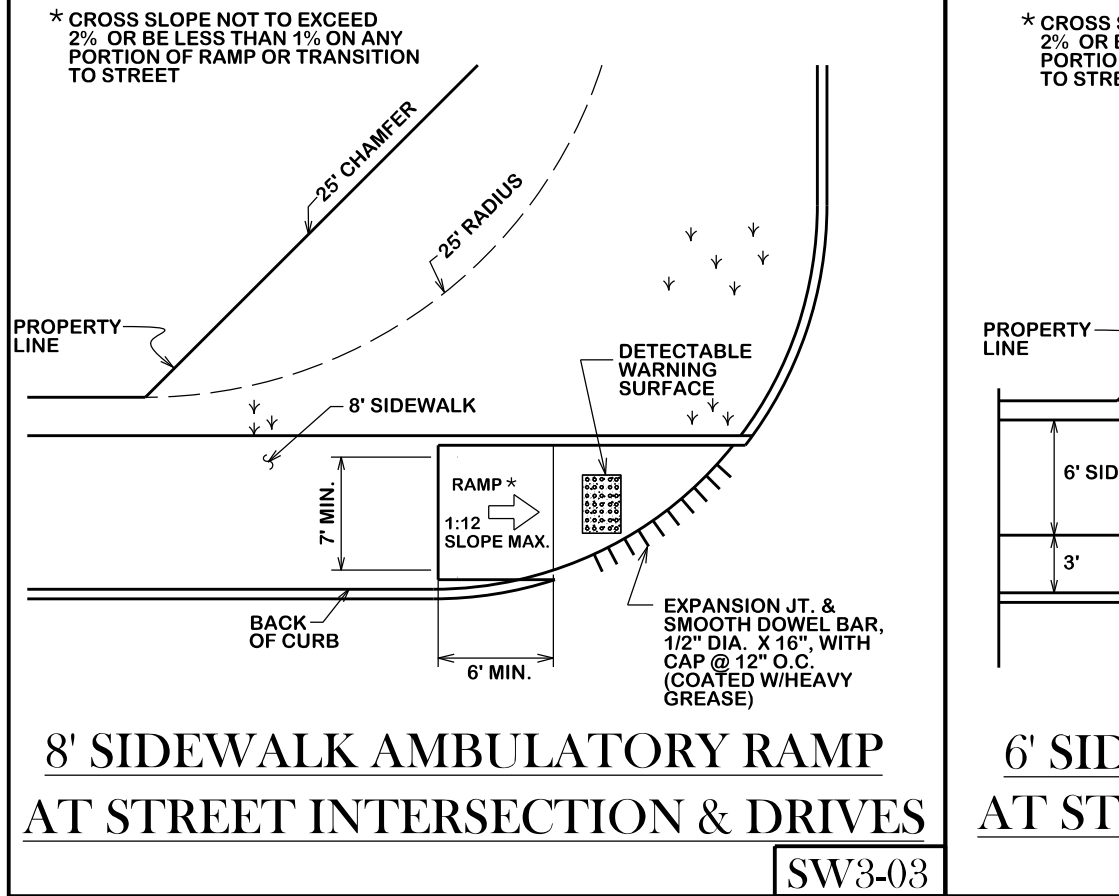 * CROSS SLOPE NOT TO EXCEED
2% OR BE LESS THAN 1% ON ANY
PORTION OF RAMP OR TRANSITION
TO STREET
25' CHAMFER
25' RADIUS
PROPERTY
LINE
DETECTABLE
WARNING
SURFACE
8' SIDEWALK
7' MIN.
RAMP *
1:12
SLOPE MAX.
BACK
OF CURB
6' MIN.
EXPANSION JT. &
SMOOTH DOWEL BAR,
1/2" DIA. X 16", WITH
CAP @ 12" O.C.
(COATED W/HEAVY
GREASE)
8' SIDEWALK AMBULATORY RAMP
AT STREET INTERSECTION & DRIVES
SW3-03
* CROSS
2% OR
PROPERTY
LINE
6' SID
3'
6' SID
AT ST